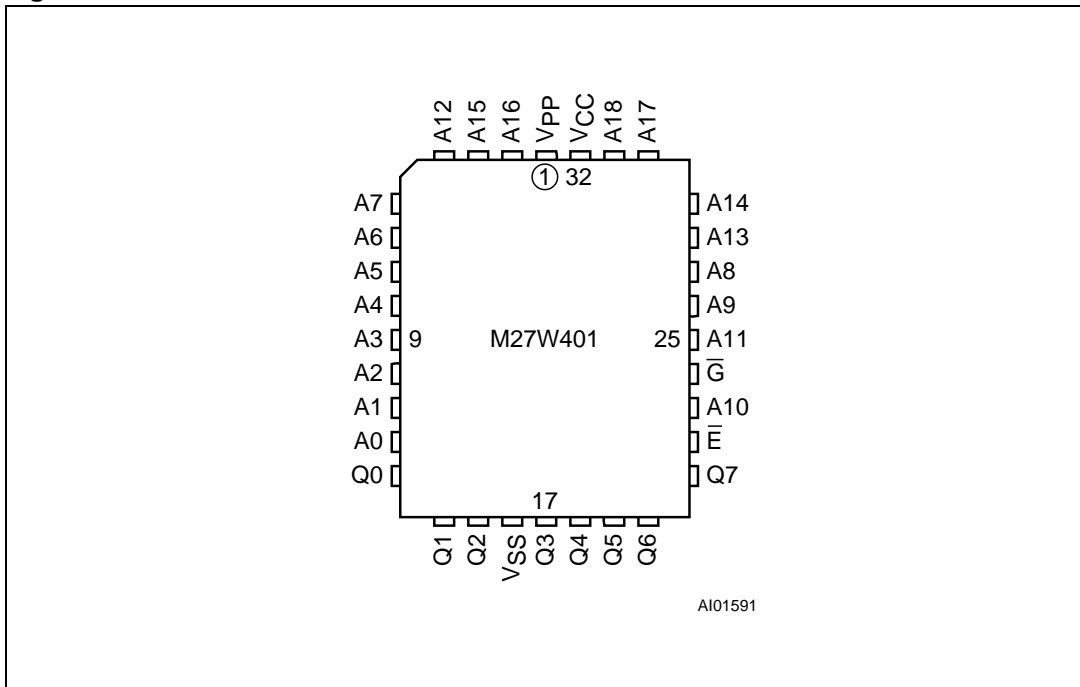 A12 A15 A16 VPP VCC A18 A17
① 32
A7 A14
A6 A13
A5 A8
A4 A9
A3 9 M27W401 25 A11
A2 G̅
A1 A10
A0 E̅
Q0 Q7
17
Q1 Q2 VSS Q3 Q4 Q5 Q6
AI01591